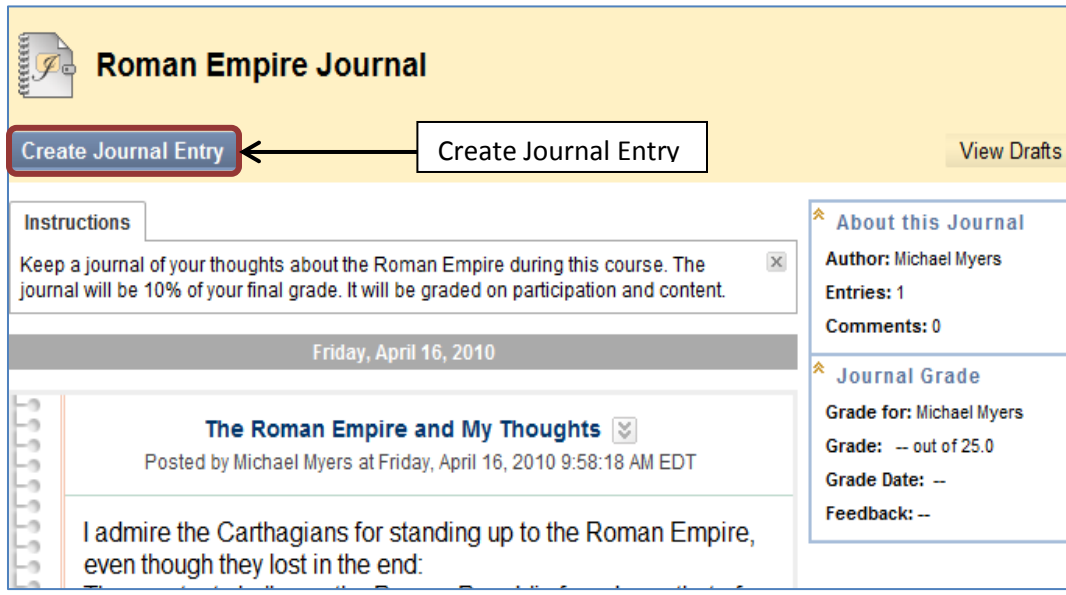 Roman Empire Journal
Create Journal Entry
Create Journal Entry
View Drafts
Instructions
Keep a journal of your thoughts about the Roman Empire during this course. The
journal will be 10% of your final grade. It will be graded on participation and content.
Friday, April 16, 2010
The Roman Empire and My Thoughts
Posted by Michael Myers at Friday, April 16, 2010 9:58:18 AM EDT
I admire the Carthagians for standing up to the Roman Empire,
even though they lost in the end:
About this Journal
Author: Michael Myers
Entries: 1
Comments: 0
Journal Grade
Grade for: Michael Myers
Grade: -- out of 25.0
Grade Date: --
Feedback: --